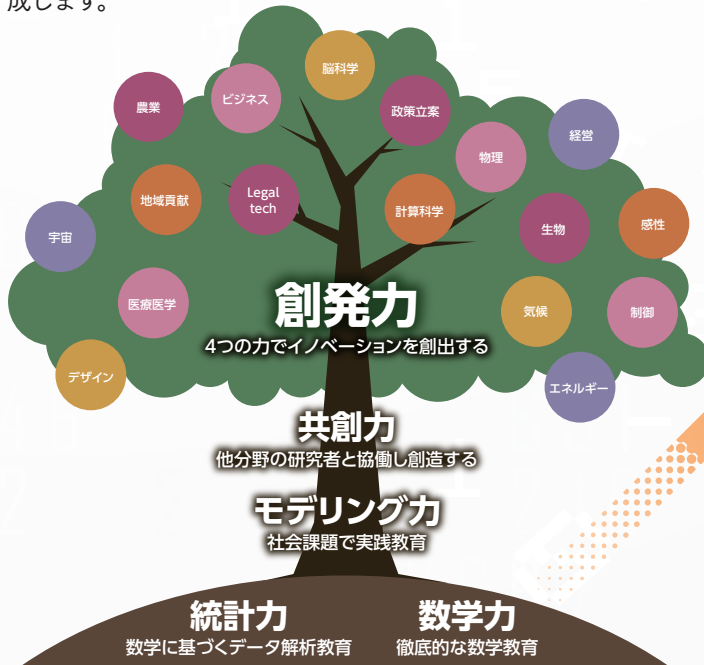 成します。
脳科学
ビジネス
農業
政策立案
経営
物理
地域貢献
Legal
tech
計算科学
生物
感性
宇宙
医療医学
気候
制御
デザイン
エネルギー
創発力
4つの力でイノベーションを創出する
共創力
他分野の研究者と協働し創造する
モデリング力
社会課題で実践教育
統計力
数学に基づくデータ解析教育
数学力
徹底的な数学教育